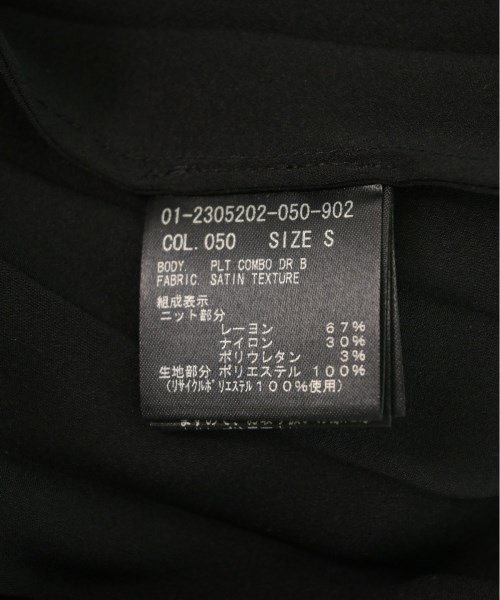 01-2305202-050-902
COL.050 SIZE S
BODY PLT COMBO DR B
FABRIC SATIN TEXTURE
組成表示
ニット部分
レーヨン 67%
ナイロン 30%
ポリウレタン 3%
生地部分 ポリエステル 100%
(リサイクルポリエステル100%使用)